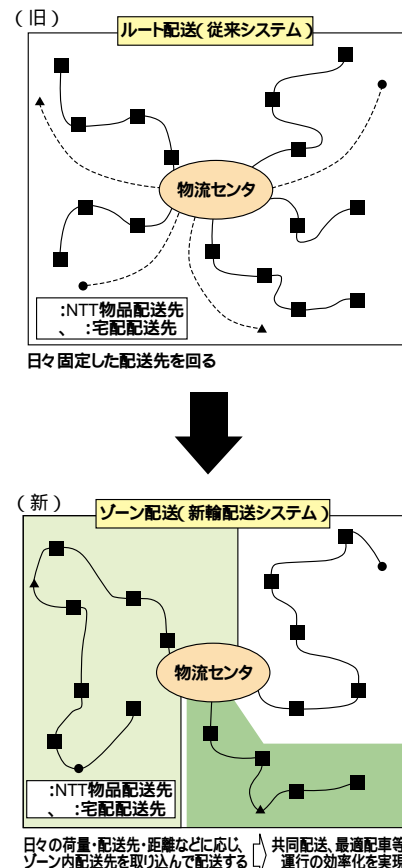 (旧)
ルート配送(従来システム)
物流センタ
:NTT物品配送先
、 :宅配配送先
日々固定した配送先を回る
(新)
ゾーン配送(新輸配送システム)
物流センタ
:NTT物品配送先
、 :宅配配送先
日々の荷量・配送先・距離などに応じ、
ゾーン内配送先を取り込んで配送する
共同配送、最適配車等
運行の効率化を実現